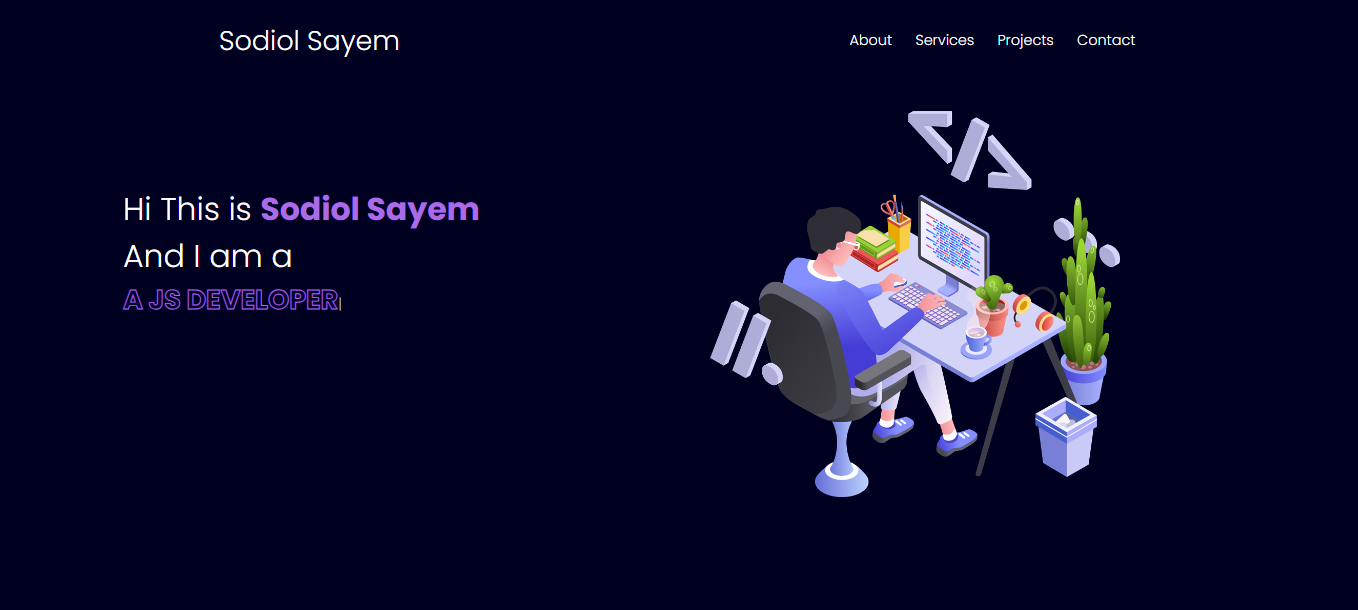 Sodiol Sayem
About Services Projects Contact
</>
Hi This is Sodiol Sayem
And I am a
A JS DEVELOPER|